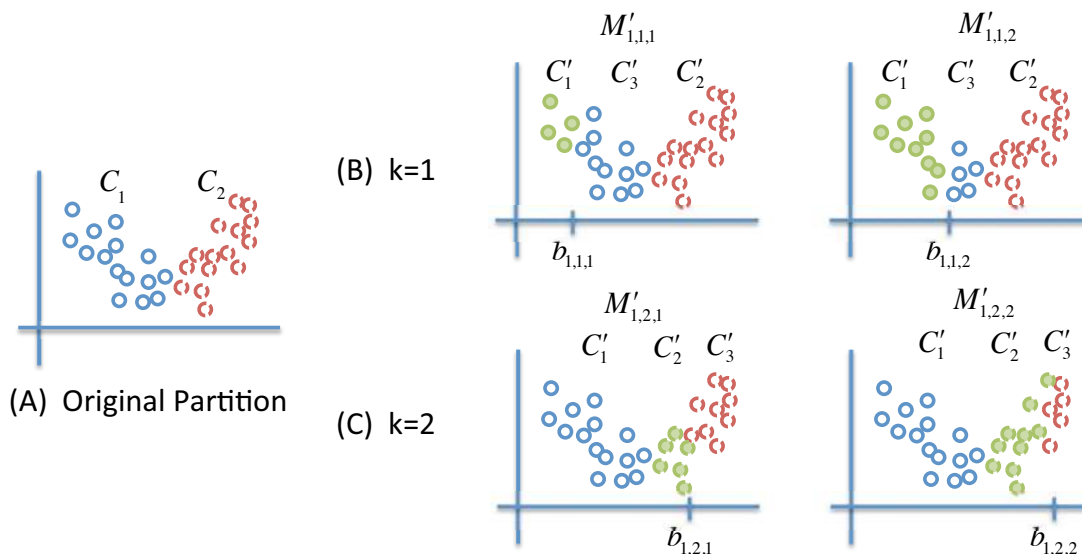 C₁ C₂
(A) Original Partition
(B) k=1
M′₁,₁,₁
C′₁ C′₃ C′₂
b₁,₁,₁
M′₁,₁,₂
C′₁ C′₃ C′₂
b₁,₁,₂
(C) k=2
M′₁,₂,₁
C′₁ C′₂ C′₃
b₁,₂,₁
M′₁,₂,₂
C′₁ C′₂ C′₃
b₁,₂,₂